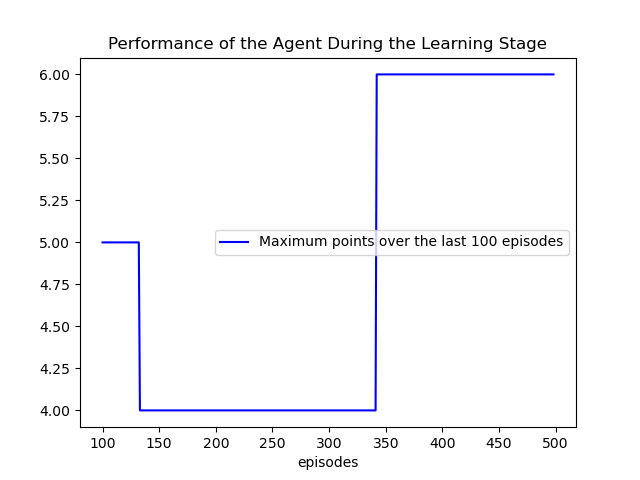 Performance of the Agent During the Learning Stage
6.00
5.75
5.50
5.25
5.00
4.75
4.50
4.25
4.00
Maximum points over the last 100 episodes
100 150 200 250 300 350 400 450 500
episodes